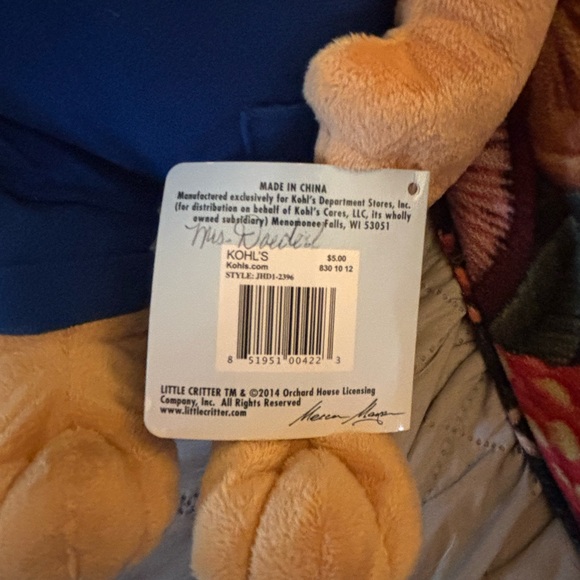 MADE IN CHINA
Manufactured exclusively for Kohl's Department Stores, Inc.
(for distribution on behalf of Kohl's Cares, LLC, its wholly
owned subsidiary) Menomonee Falls, WI 53051
Mrs.
KOHL'S $5.00
Kohls.com 830 10 12
STYLE: JHD1-2396
8 51951 00422 3
LITTLE CRITTER TM & ©2014 Orchard House Licensing
Company, Inc. All Rights Reserved
www.littlecritter.com
Mercer Mayer